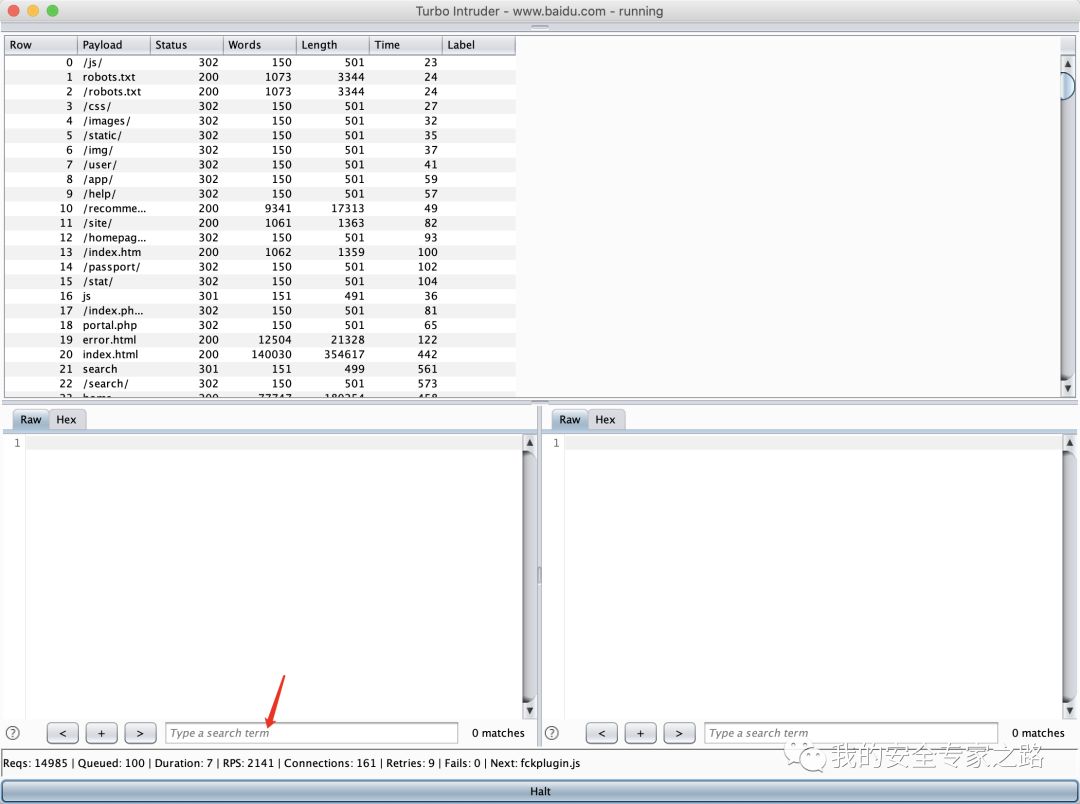 Turbo Intruder - www.baidu.com - running
Row Payload Status Words Length Time Label
0 /js/ 302 150 501 23
1 robots.txt 200 1073 3344 24
2 /robots.txt 200 1073 3344 24
3 /css/ 302 150 501 27
4 /images/ 302 150 501 32
5 /static/ 302 150 501 35
6 /img/ 302 150 501 37
7 /user/ 302 150 501 41
8 /app/ 302 150 501 59
9 /help/ 302 150 501 57
10 /recomme... 200 9341 17313 49
11 /site/ 200 1061 1363 82
12 /homepag... 302 150 501 93
13 /index.htm 200 1062 1359 100
14 /passport/ 302 150 501 102
15 /stat/ 302 150 501 104
16 js 301 151 491 36
17 /index.ph... 302 150 501 81
18 portal.php 302 150 501 65
19 error.html 200 12504 21328 122
20 index.html 200 140030 354617 442
21 search 301 151 499 561
22 /search/ 302 150 501 573
Raw Hex Raw Hex
1 1
? < + > Type a search term 0 matches ? < + > Type a search term 0 matches
Reqs: 14985 | Queued: 100 | Duration: 7 | RPS: 2141 | Connections: 161 | Retries: 9 | Fails: 0 | Next: fckplugin.js
我的安全专家之路
Halt